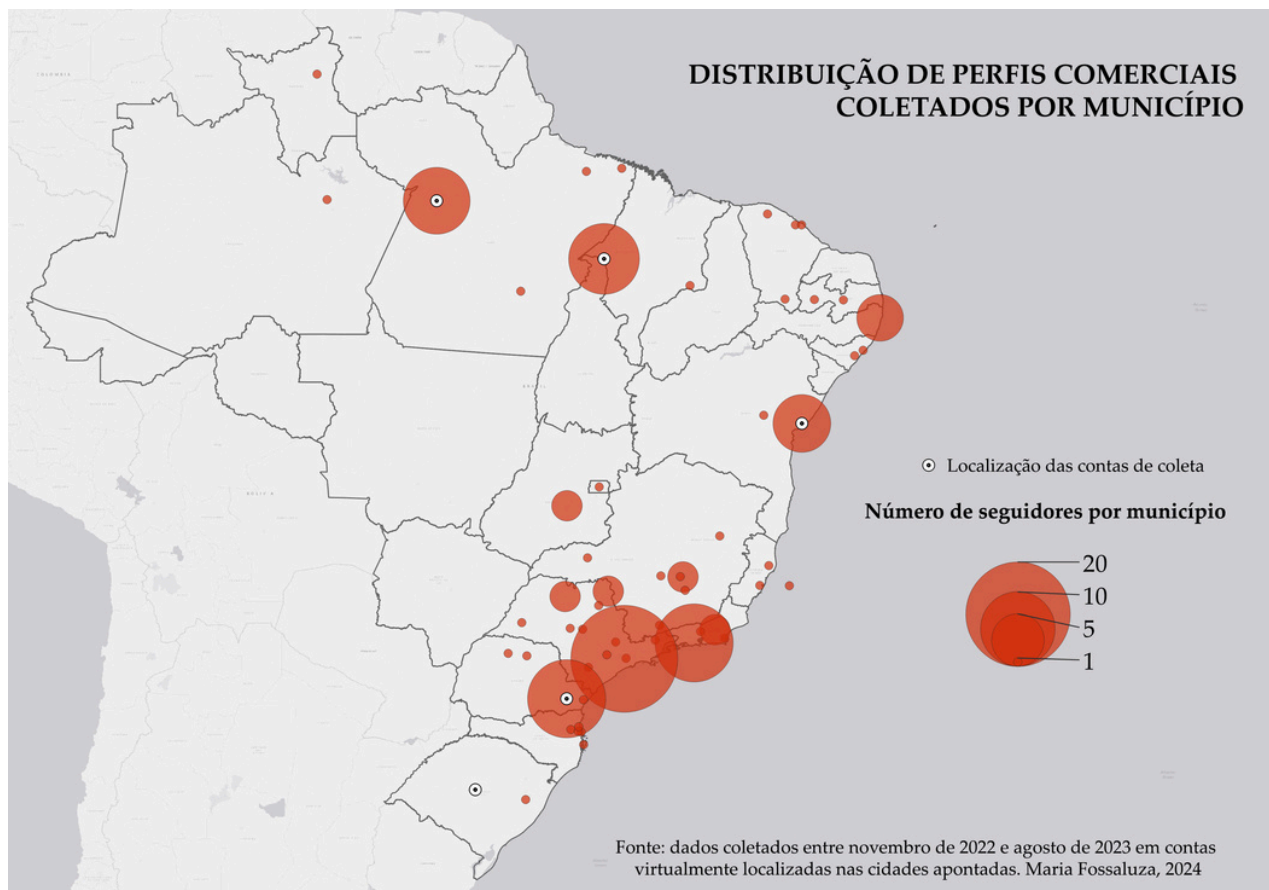 DISTRIBUIÇÃO DE PERFIS COMERCIAIS
COLETADOS POR MUNICÍPIO
Localização das contas de coleta
Número de seguidores por município
20
10
5
1
Fonte: dados coletados entre novembro de 2022 e agosto de 2023 em contas
virtualmente localizadas nas cidades apontadas. Maria Fossaluza, 2024